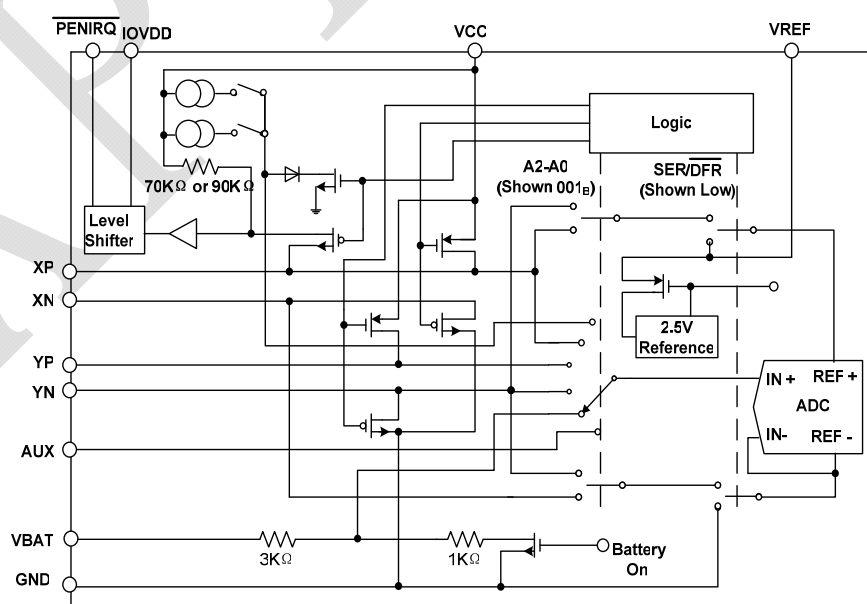 PENIRQ
IOVDD
VCC
VREF
Logic
70KΩ or 90KΩ
A2-A0
(Shown 001B)
SER/DFR
(Shown Low)
Level
Shifter
XP
XN
YP
YN
AUX
VBAT
GND
2.5V
Reference
IN +
REF +
ADC
IN-
REF -
3KΩ
1KΩ
Battery
On